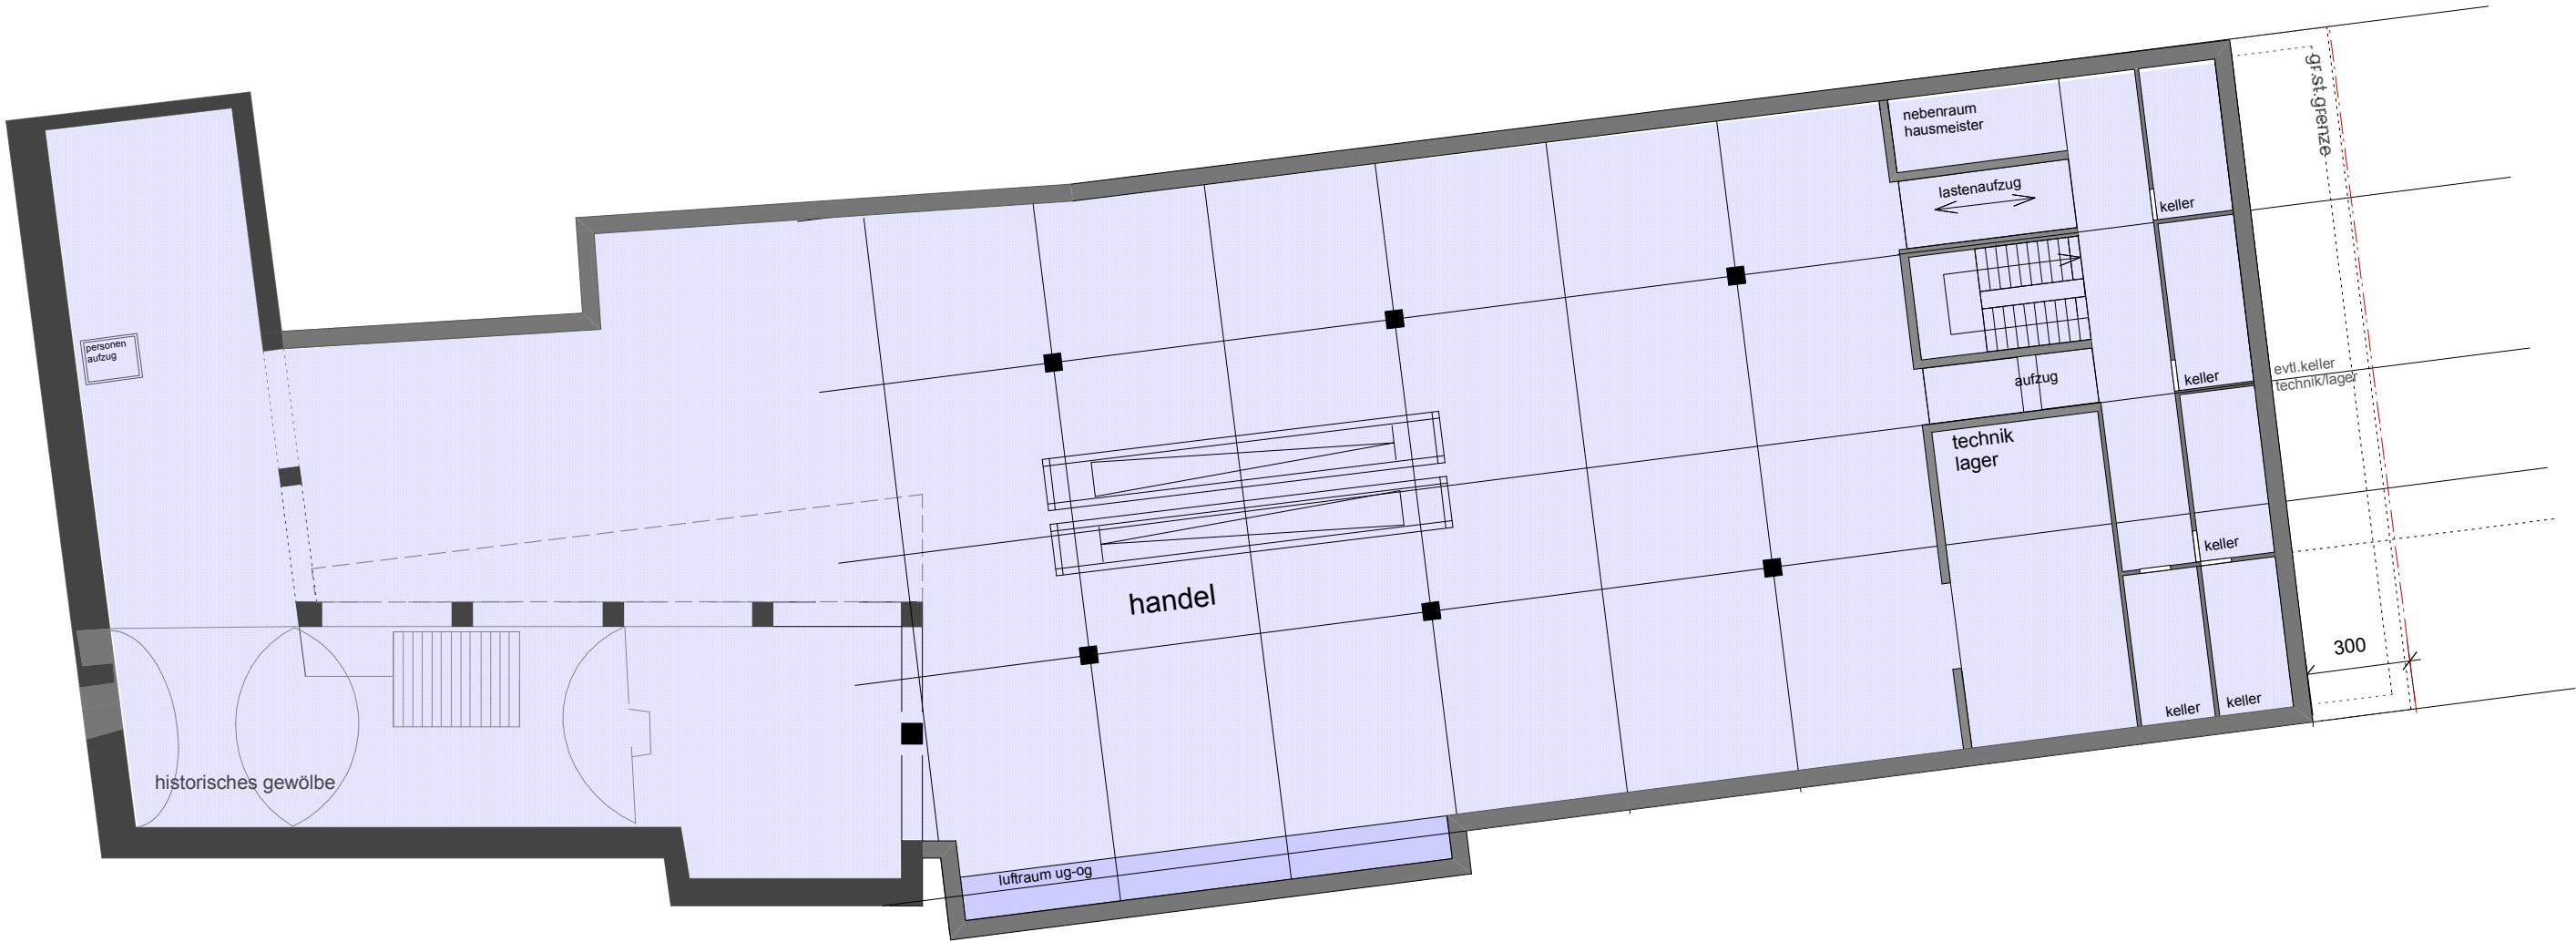 gr.st.grenze
nebenraum
hausmeister
lastenaufzug
keller
personen
aufzug
evtl.keller
technik/lager
keller
aufzug
technik
lager
keller
handel
300
keller
keller
historisches gewölbe
luftraum ug-og